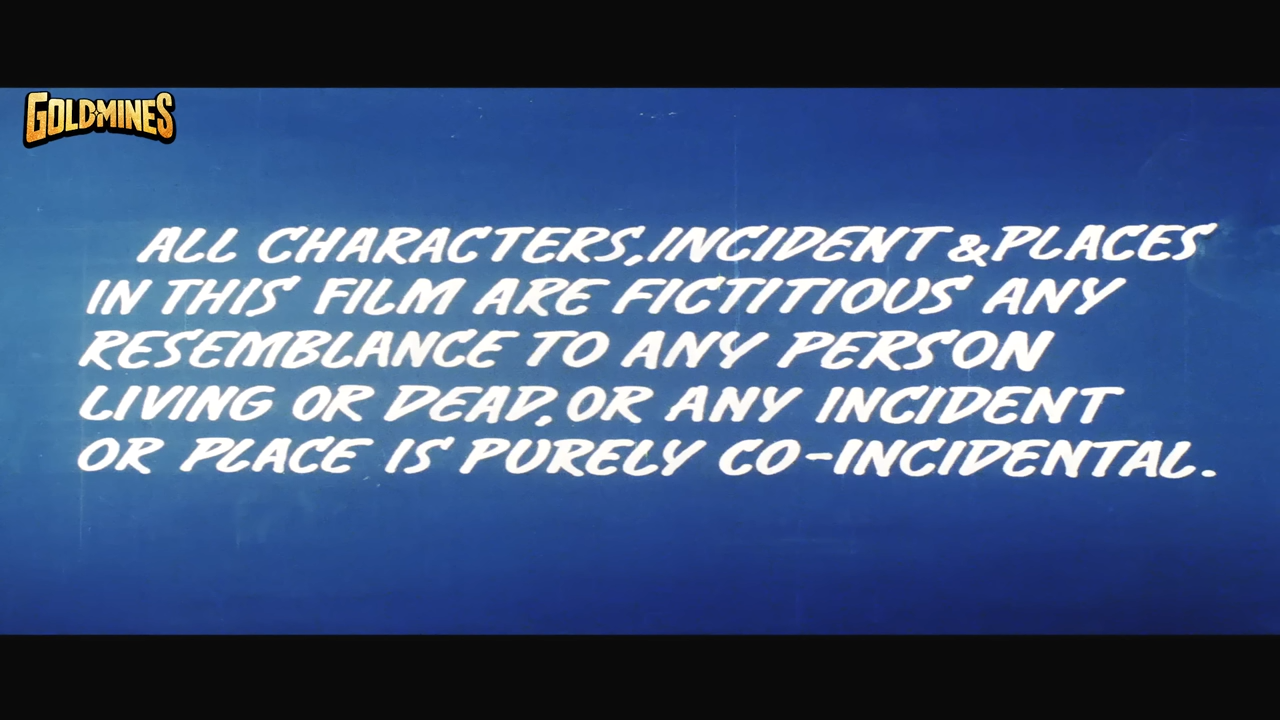 GOLDMINES
ALL CHARACTERS, INCIDENT & PLACES
IN THIS FILM ARE FICTITIOUS ANY
RESEMBLANCE TO ANY PERSON
LIVING OR DEAD, OR ANY INCIDENT
OR PLACE IS PURELY CO-INCIDENTAL.